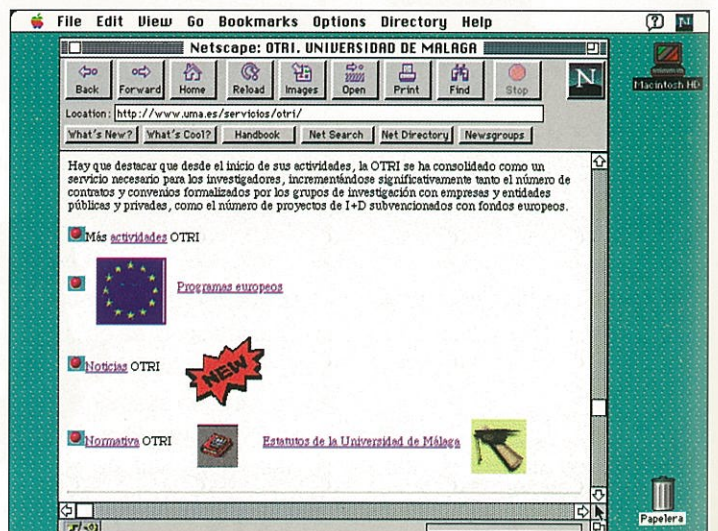 File Edit View Go Bookmarks Options Directory Help
Netscape: OTRI. UNIVERSIDAD DE MALAGA
Macintosh HD
Back Forward Home Reload Images Open Print Find Stop
N
Location: http://www.uma.es/servicios/otri/
What's New? What's Cool? Handbook Net Search Net Directory Newsgroups
Hay que destacar que desde el inicio de sus actividades, la OTRI se ha consolidado como un
servicio necesario para los investigadores, incrementándose significativamente tanto el número de
contratos y convenios formalizados por los grupos de investigación con empresas y entidades
públicas y privadas, como el número de proyectos de I+D subvencionados con fondos europeos.
Más actividades OTRI
Programas europeos
Noticias OTRI
NEW
Normativa OTRI
Estatutos de la Universidad de Málaga
Papelera